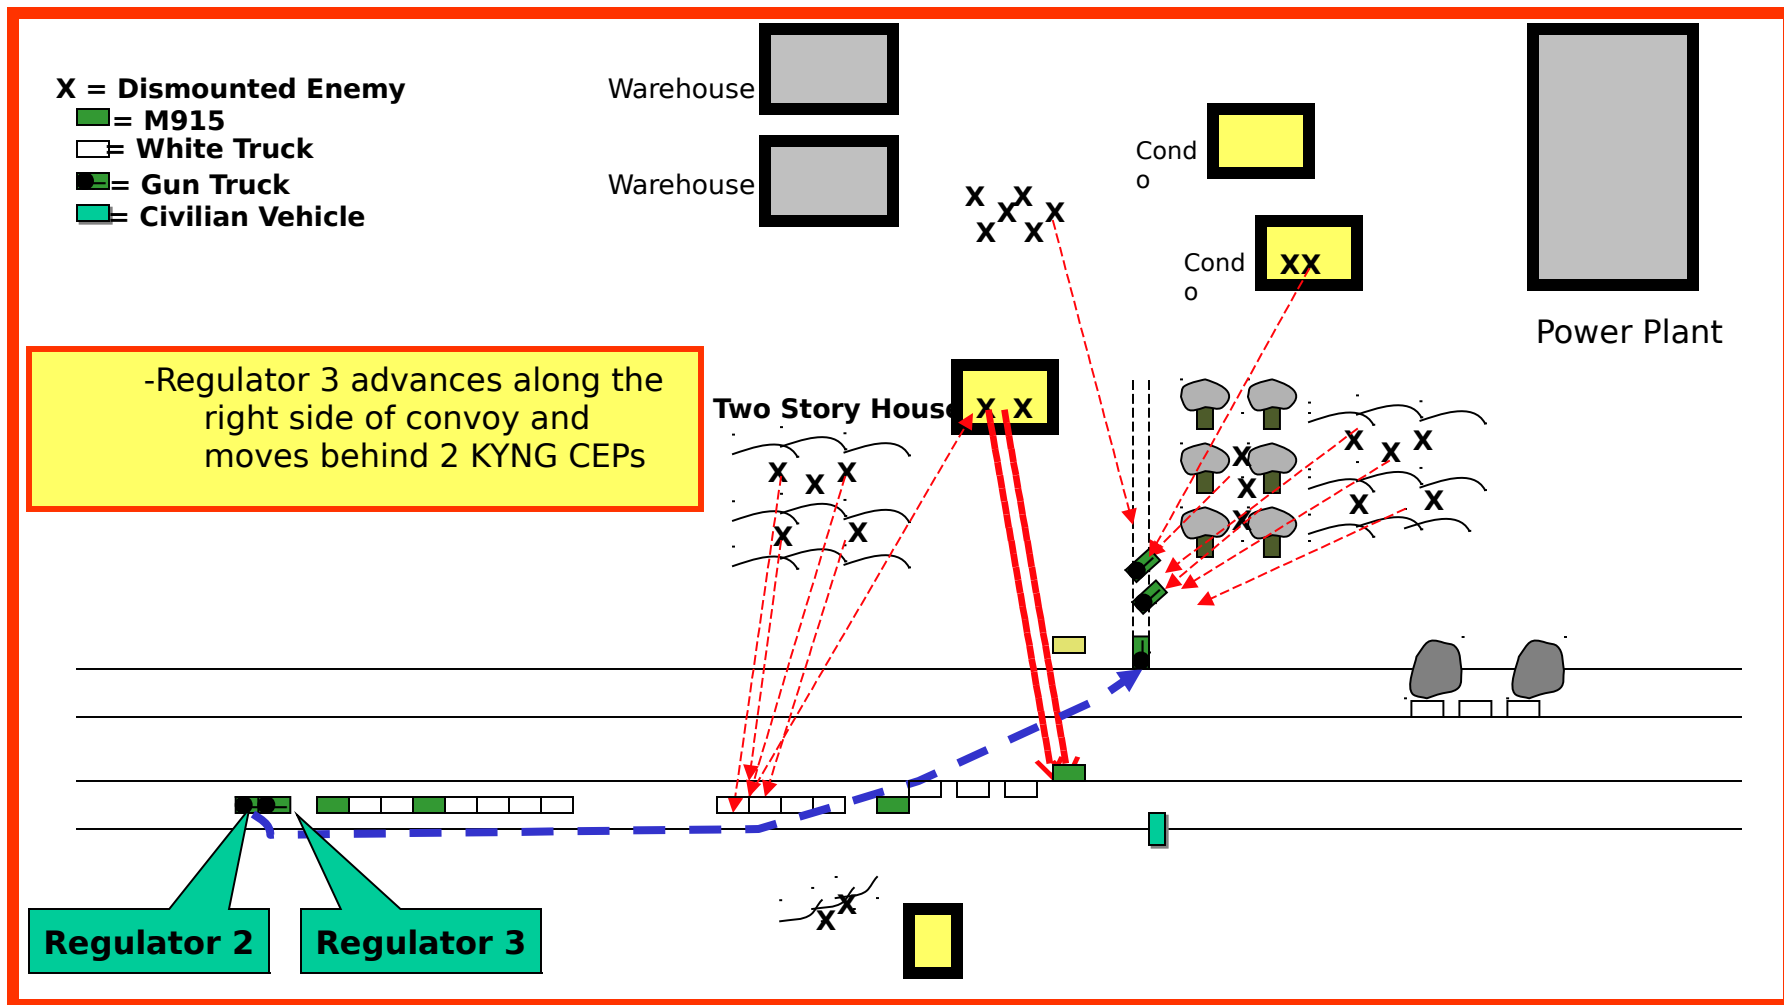 X = Dismounted Enemy
= M915
= White Truck
= Gun Truck
= Civilian Vehicle
Warehouse
Warehouse
Cond
o
X X
X X
X X
Cond
o
XX
Power Plant
-Regulator 3 advances along the
right side of convoy and
moves behind 2 KYNG CEPs
Two Story House
X X
X X
X
X X
X
X
X
X X
X
X X
X
X
Regulator 2
Regulator 3